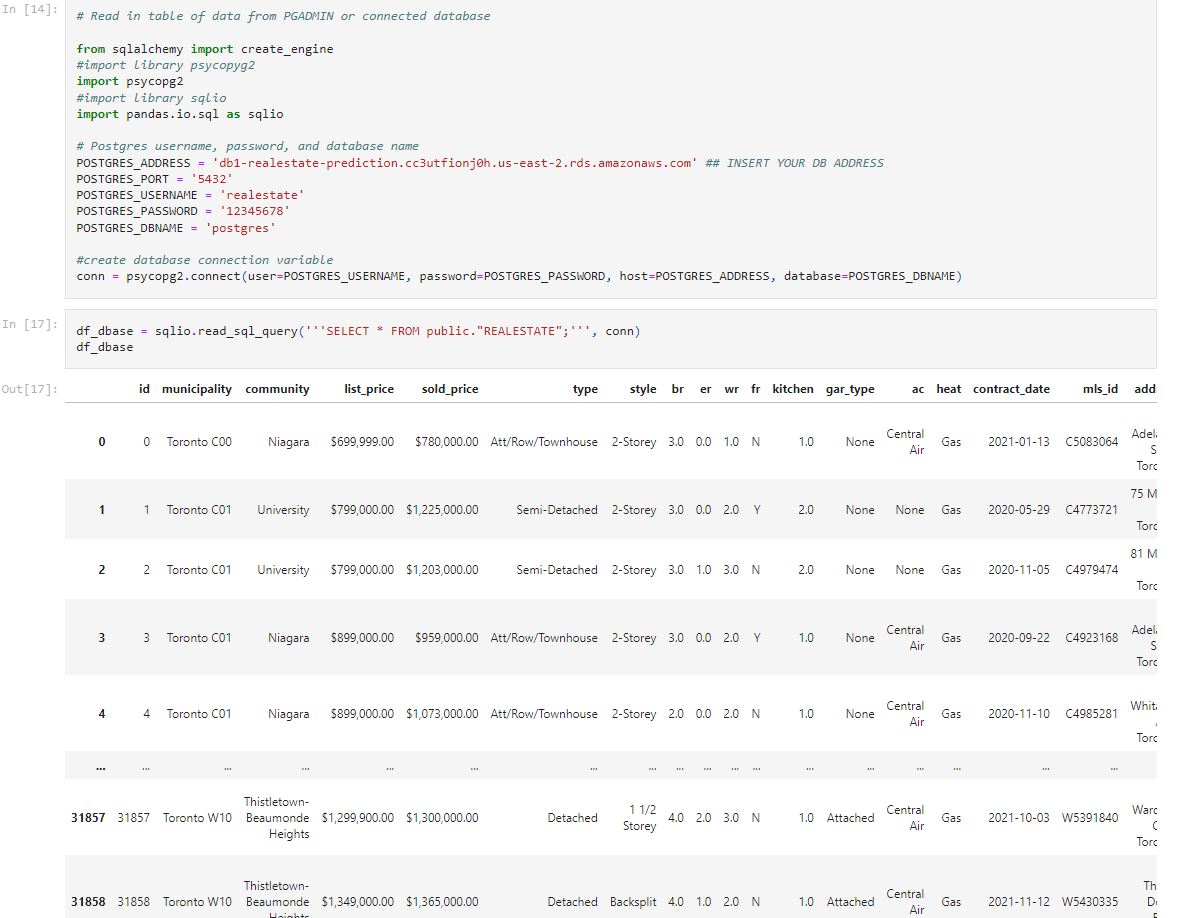 In [14]:
# Read in table of data from PGADMIN or connected database
from sqlalchemy import create_engine
#import library psycopyg2
import psycopg2
#import library sqlio
import pandas.io.sql as sqlio
# Postgres username, password, and database name
POSTGRES_ADDRESS = 'db1-realestate-prediction.cc3utfionj0h.us-east-2.rds.amazonaws.com' ## INSERT YOUR DB ADDRESS
POSTGRES_PORT = '5432'
POSTGRES_USERNAME = 'realestate'
POSTGRES_PASSWORD = '12345678'
POSTGRES_DBNAME = 'postgres'
#create database connection variable
conn = psycopg2.connect(user=POSTGRES_USERNAME, password=POSTGRES_PASSWORD, host=POSTGRES_ADDRESS, database=POSTGRES_DBNAME)
In [17]:
df_dbase = sqlio.read_sql_query('''SELECT * FROM public."REALESTATE";''', conn)
df_dbase
Out[17]:
id municipality community list_price sold_price type style br er wr fr kitchen gar_type ac heat contract_date mls_id add
0 0 Toronto C00 Niagara $699,999.00 $780,000.00 Att/Row/Townhouse 2-Storey 3.0 0.0 1.0 N 1.0 None Central Air Gas 2021-01-13 C5083064 Adela S Toro
1 1 Toronto C01 University $799,000.00 $1,225,000.00 Semi-Detached 2-Storey 3.0 0.0 2.0 Y 2.0 None None Gas 2020-05-29 C4773721 75 M Toro
2 2 Toronto C01 University $799,000.00 $1,203,000.00 Semi-Detached 2-Storey 3.0 1.0 3.0 N 2.0 None None Gas 2020-11-05 C4979474 81 M Toro
3 3 Toronto C01 Niagara $899,000.00 $959,000.00 Att/Row/Townhouse 2-Storey 3.0 0.0 2.0 Y 1.0 None Central Air Gas 2020-09-22 C4923168 Adela S Toro
4 4 Toronto C01 Niagara $899,000.00 $1,073,000.00 Att/Row/Townhouse 2-Storey 2.0 0.0 2.0 N 1.0 None Central Air Gas 2020-11-10 C4985281 Whita Toro
... ... ... ... ... ... ... ... ... ... ... ... ... ... ... ... ... ...
31857 31857 Toronto W10 Thistletown-Beaumonde Heights $1,299,900.00 $1,300,000.00 Detached 1 1/2 Storey 4.0 2.0 3.0 N 1.0 Attached Central Air Gas 2021-10-03 W5391840 Ward C Toro
31858 31858 Toronto W10 Thistletown-Beaumonde Heights $1,349,000.00 $1,365,000.00 Detached Backsplit 4.0 1.0 2.0 N 1.0 Attached Central Air Gas 2021-11-12 W5430335 Th D